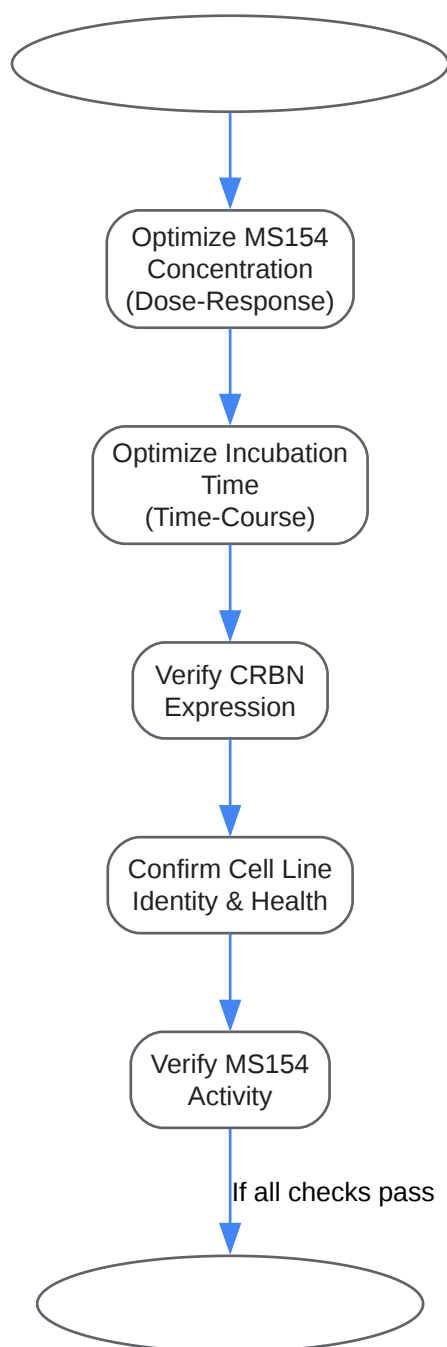 Optimize MS154
Concentration
(Dose-Response)
Optimize Incubation
Time
(Time-Course)
Verify CRBN
Expression
Confirm Cell Line
Identity & Health
Verify MS154
Activity
If all checks pass